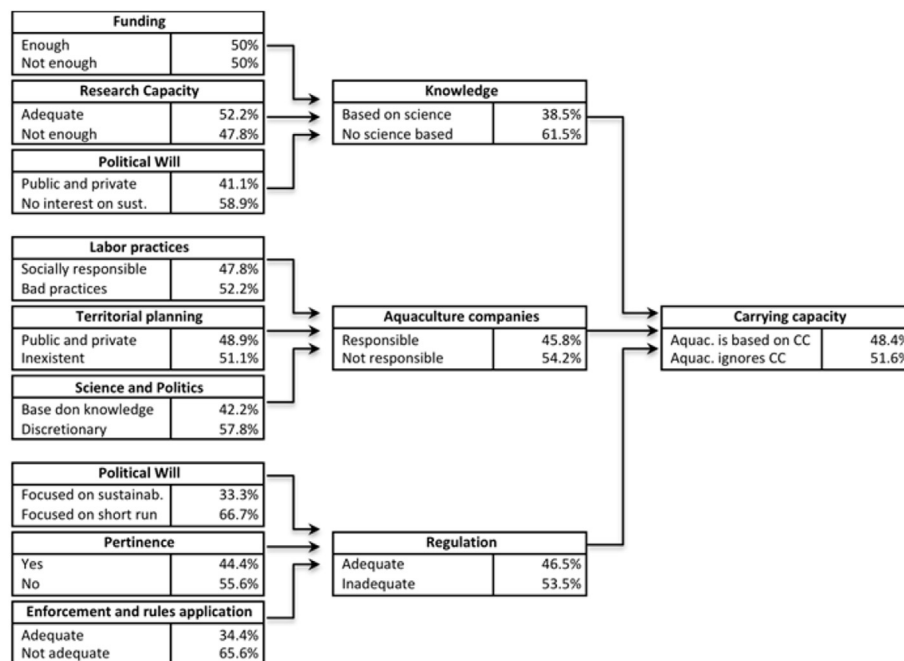 Funding
Enough 50%
Not enough 50%
Research Capacity
Adequate 52.2%
Not enough 47.8%
Political Will
Public and private 41.1%
No interest on sust. 58.9%
Knowledge
Based on science 38.5%
No science based 61.5%
Labor practices
Socially responsible 47.8%
Bad practices 52.2%
Territorial planning
Public and private 48.9%
Inexistent 51.1%
Science and Politics
Base don knowledge 42.2%
Discretionary 57.8%
Aquaculture companies
Responsible 45.8%
Not responsible 54.2%
Political Will
Focused on sustainab. 33.3%
Focused on short run 66.7%
Pertinence
Yes 44.4%
No 55.6%
Enforcement and rules application
Adequate 34.4%
Not adequate 65.6%
Regulation
Adequate 46.5%
Inadequate 53.5%
Carrying capacity
Aquac. is based on CC 48.4%
Aquac. ignores CC 51.6%